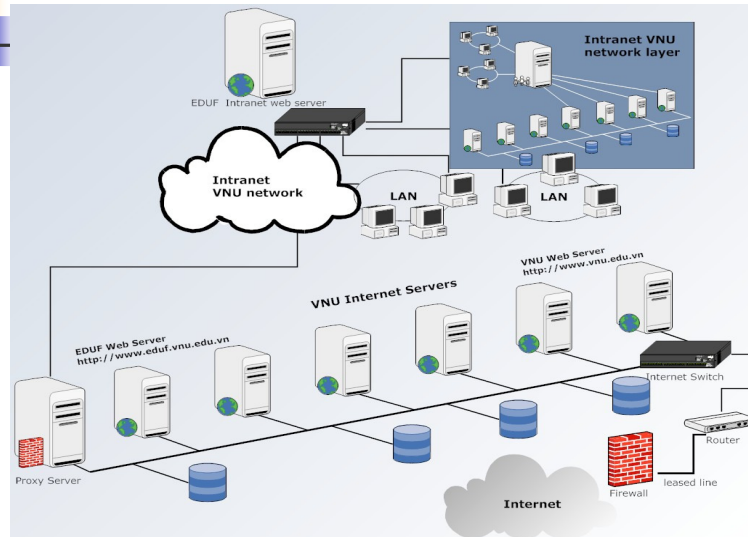 EDUF Intranet web server
Intranet VNU
network layer
Intranet
VNU network
LAN
LAN
VNU Web Server
http://www.vnu.edu.vn
VNU Internet Servers
EDUF Web Server
http://www.eduf.vnu.edu.vn
Internet Switch
Router
Proxy Server
Firewall
leased line
Internet